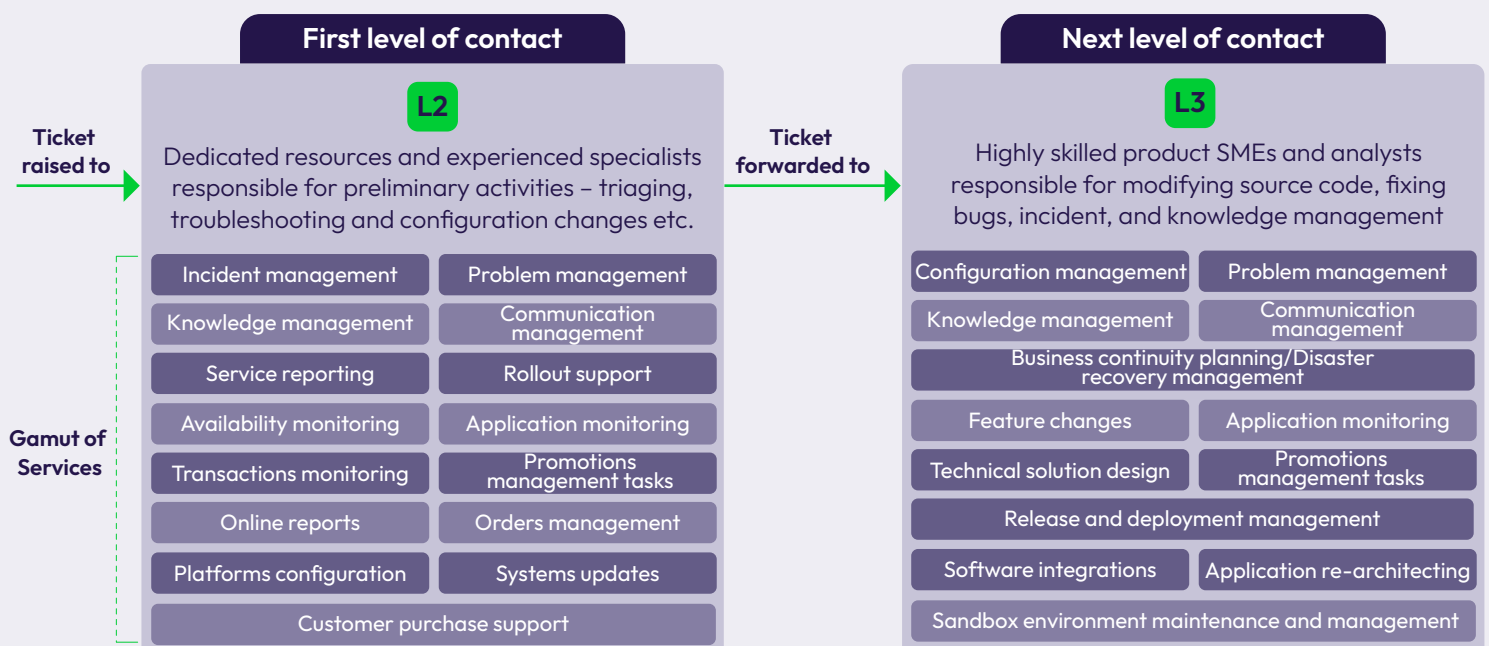 First level of contact
Next level of contact
Ticket
raised to
L2
Dedicated resources and experienced specialists
responsible for preliminary activities – triaging,
troubleshooting and configuration changes etc.
Ticket
forwarded to
L3
Highly skilled product SMEs and analysts
responsible for modifying source code, fixing
bugs, incident, and knowledge management
Gamut of
Services
Incident management
Problem management
Knowledge management
Communication
management
Service reporting
Rollout support
Availability monitoring
Application monitoring
Transactions monitoring
Promotions
management tasks
Online reports
Orders management
Platforms configuration
Systems updates
Customer purchase support
Configuration management
Problem management
Knowledge management
Communication
management
Business continuity planning/Disaster
recovery management
Feature changes
Application monitoring
Technical solution design
Promotions
management tasks
Release and deployment management
Software integrations
Application re-architecting
Sandbox environment maintenance and management